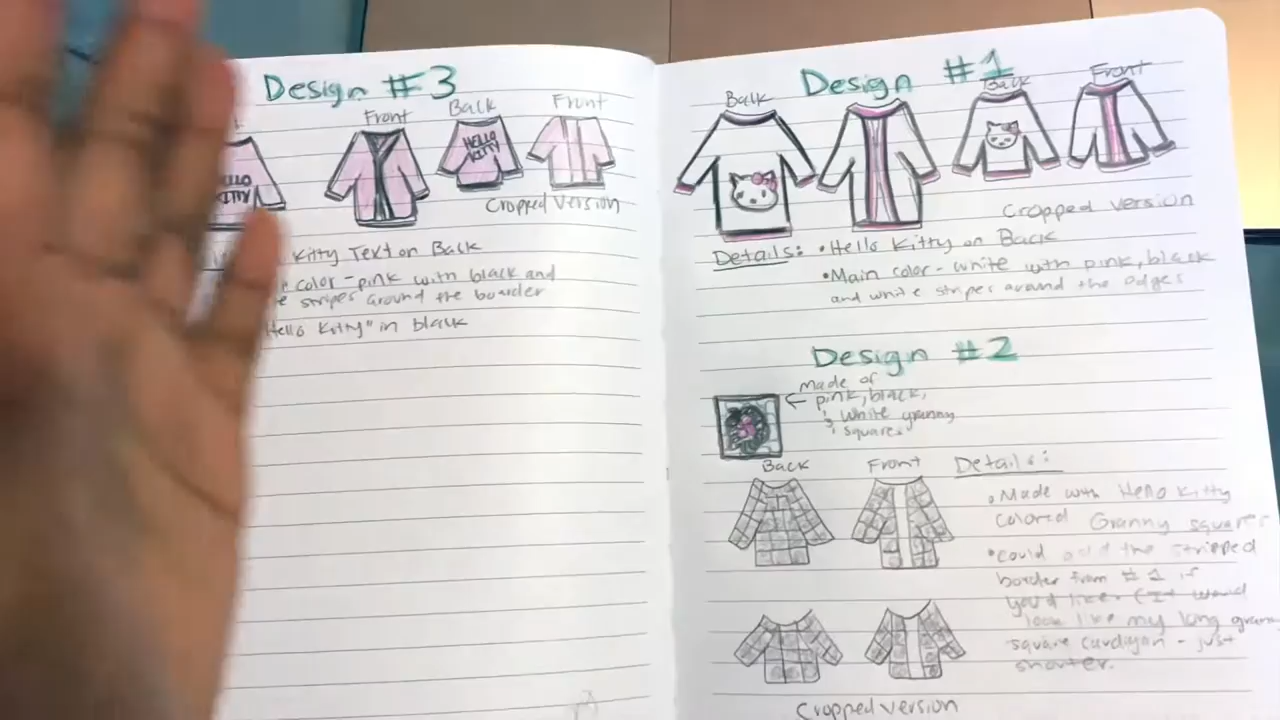 Design #3
Front
Back
Front
HELLO
KITTY
HELLO
KITTY
Cropped Version
Kitty Text on Back
color - pink with black and
stripes around the boarder
Hello Kitty" in black
Design #1
Back
Back
Front
Cropped version
Details: • Hello Kitty on Back
• Main color - white with pink, black
and white stripes around the edges
Design #2
Made of
pink, black,
& white granny
squares
Back
Front
Details:
• Made with Hello Kitty
colored Granny squares
• could add the stripped
border from #1 if
you'd like. (It would
look like my long
square cardigan - just
shorter.
Cropped version